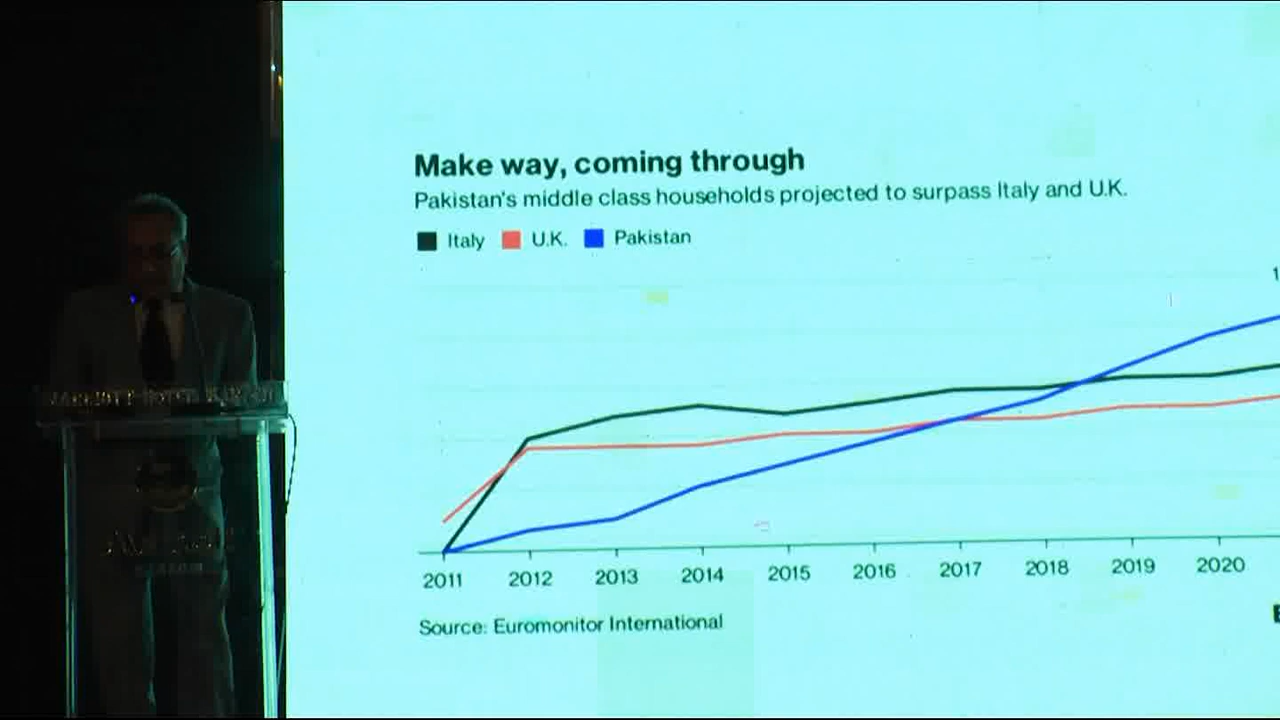 Make way, coming through
Pakistan's middle class households projected to surpass Italy and U.K.
Italy U.K. Pakistan
1
2011 2012 2013 2014 2015 2016 2017 2018 2019 2020
Source: Euromonitor International